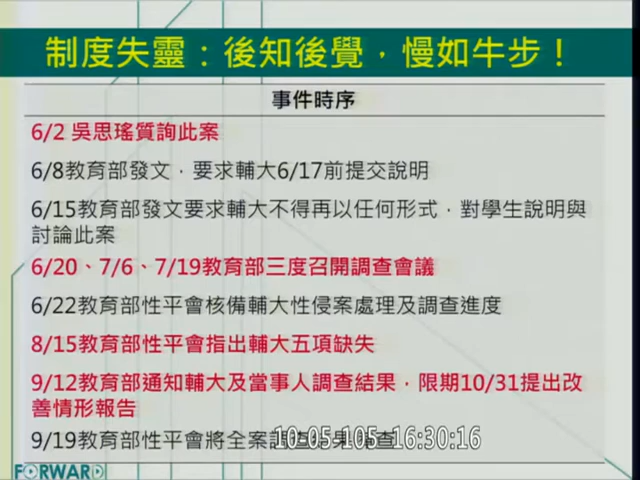 制度失靈：後知後覺，慢如牛步！
事件時序
6/2 吳思瑤質詢此案
6/8教育部發文，要求輔大6/17前提交說明
6/15教育部發文要求輔大不得再以任何形式，對學生說明與
討論此案
6/20、7/6、7/19教育部三度召開調查會議
6/22教育部性平會核備輔大性侵案處理及調查進度
8/15教育部性平會指出輔大五項缺失
9/12教育部通知輔大及當事人調查結果，限期10/31提出改
善情形報告
9/19教育部性平會將全案
10-05-105 16:30:16
FORWARD